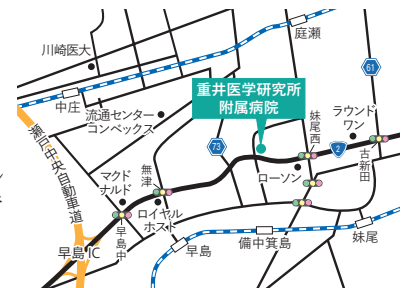 庭瀬
川崎医大
61
中庄
重井医学研究所
附属病院
流通センター
コンベックス
妹尾西
ラウンド
ワン
73
2
古新田
瀬戸中央自動車道
無津
マクド
ナルド
ローソン
ロイヤル
ホスト
早島中
早島IC
早島
備中箕島
妹尾